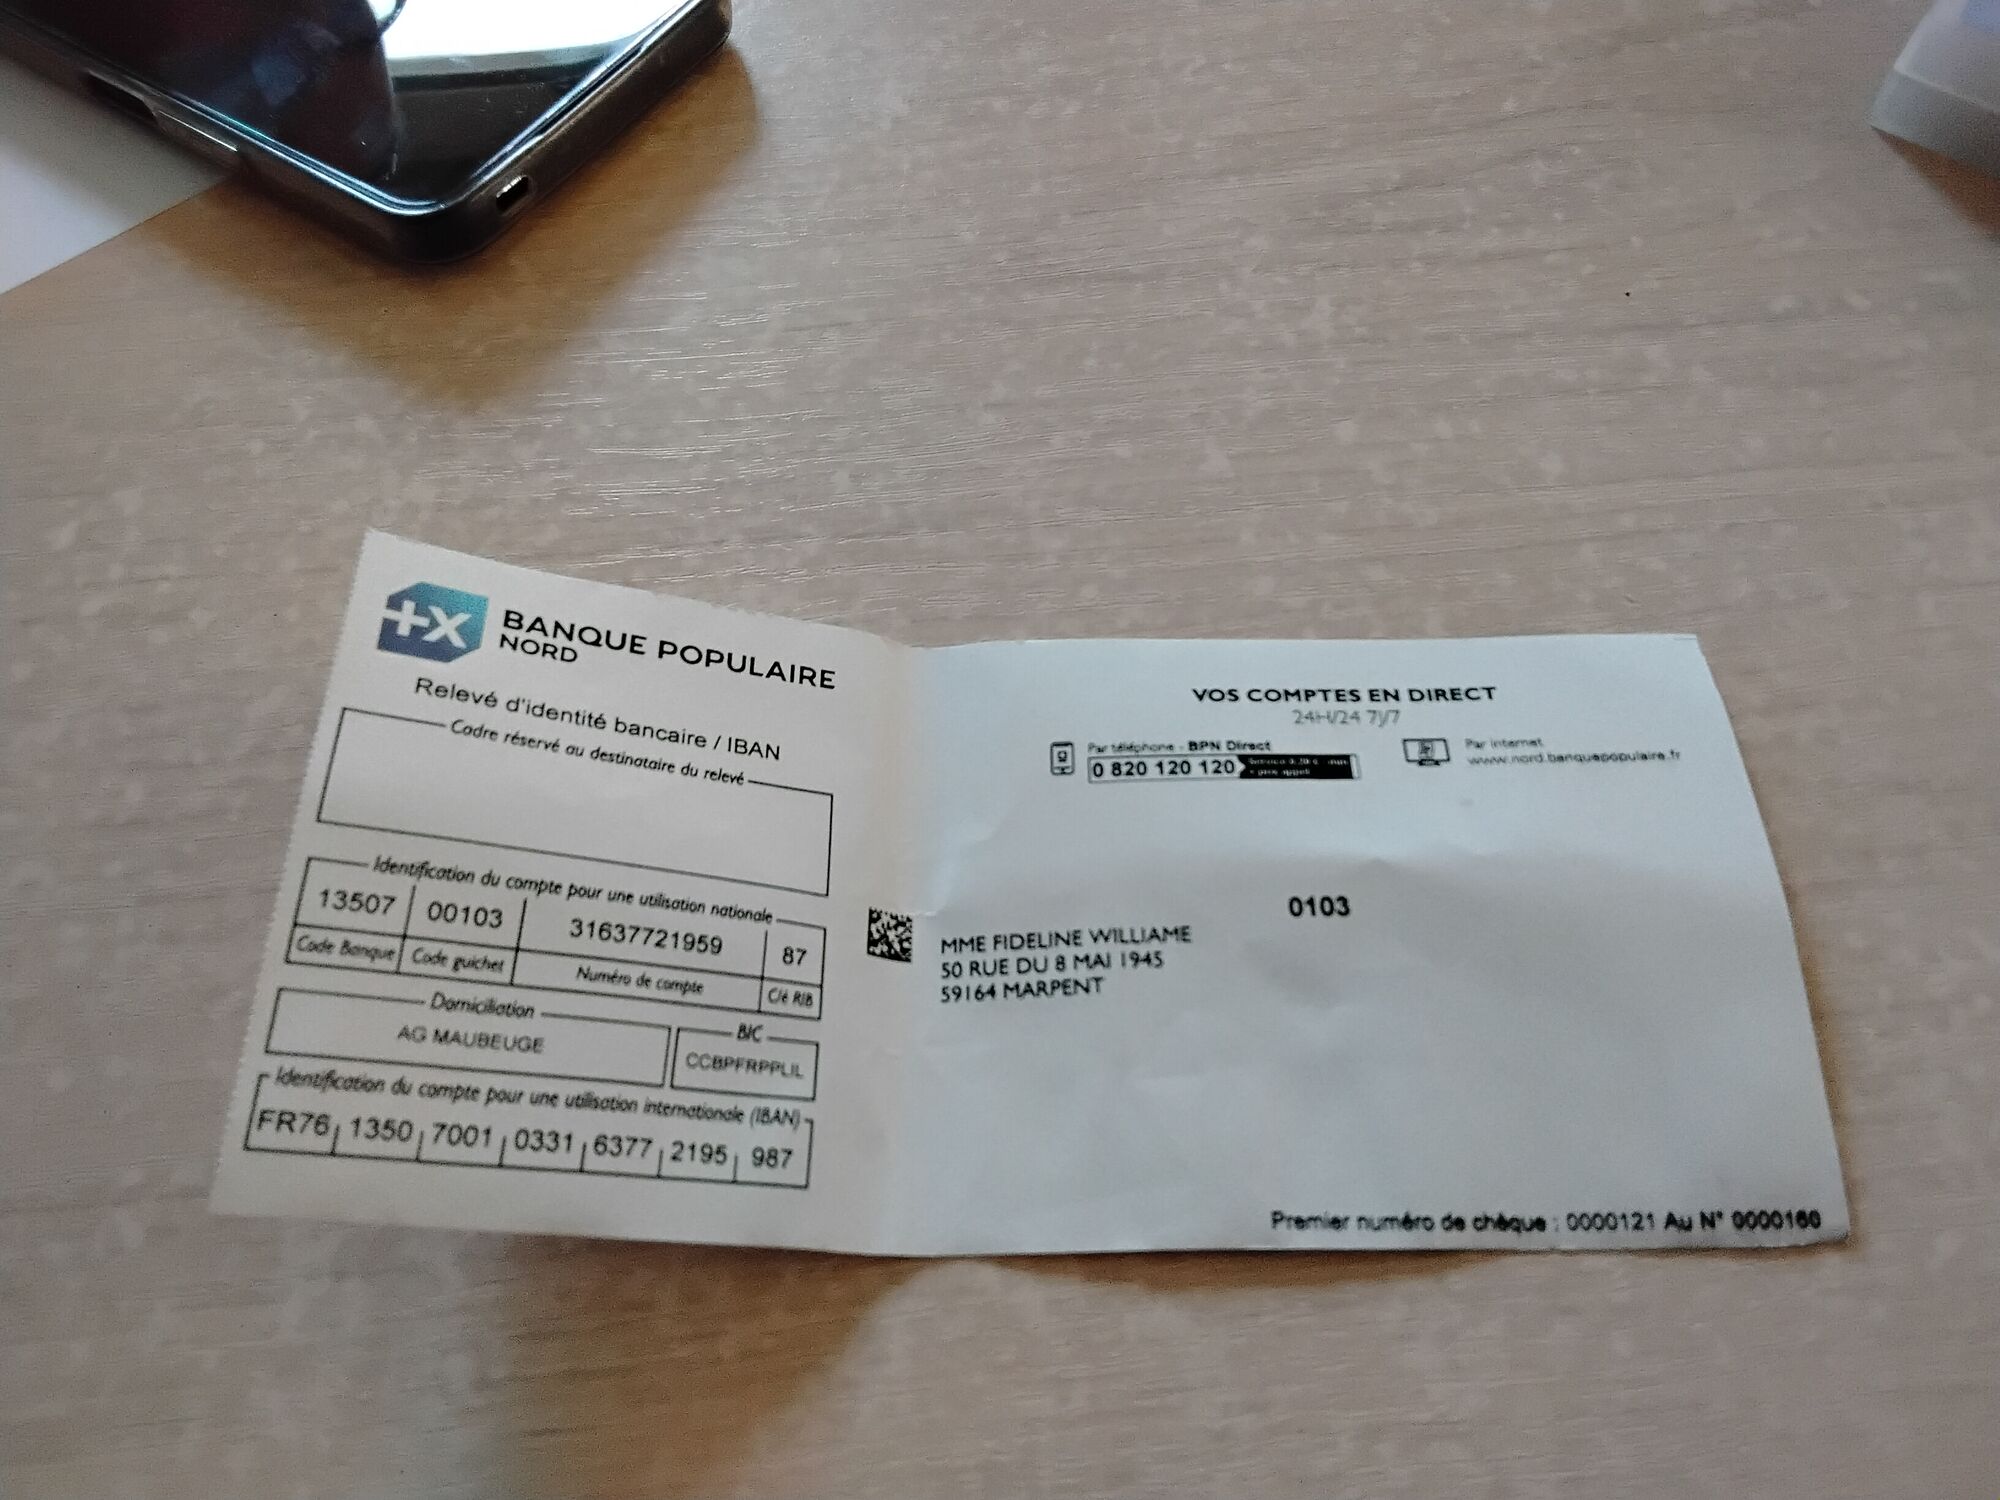 BANQUE POPULAIRE
NORD
Relevé d'identité bancaire / IBAN
Cadre réservé au destinataire du relevé
Identification du compte pour une utilisation nationale
13507 00103 31637721959 87
Code Banque Code guichet Numéro de compte Clé RIB
Domiciliation BIC
AG MAUBEUGE CCBPFRPPLIL
Identification du compte pour une utilisation internationale (IBAN)
FR76 1350 7001 0331 6377 2195 987
VOS COMPTES EN DIRECT
24H/24 7J/7
Par téléphone - BPN Direct
0 820 120 120
Par internet
www.nord.banquepopulaire.fr
0103
MME FIDELINE WILLIAME
50 RUE DU 8 MAI 1945
59164 MARPENT
Premier numéro de chèque : 0000121 Au N° 0000160